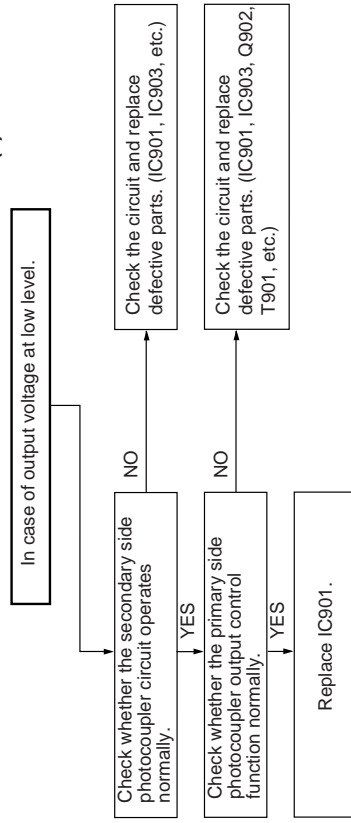 In case of output voltage at low level.
Check whether the secondary side
photocoupler circuit operates
normally.
NO
Check the circuit and replace
defective parts. (IC901, IC903, etc.)
YES
Check whether the primary side
photocoupler output control
function normally.
NO
Check the circuit and replace
defective parts. (IC901, IC903, Q902,
T901, etc.)
YES
Replace IC901.